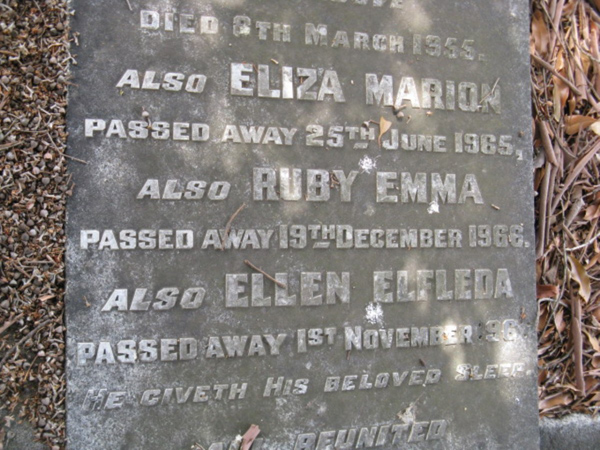 DIED 8TH MARCH 1955.
ALSO ELIZA MARION
PASSED AWAY 25TH JUNE 1965,
ALSO RUBY EMMA
PASSED AWAY 19TH DECEMBER 1966.
ALSO ELLEN ELFLEDA
PASSED AWAY 1ST NOVEMBER
HE GIVETH HIS BELOVED SLEEP
REUNITED